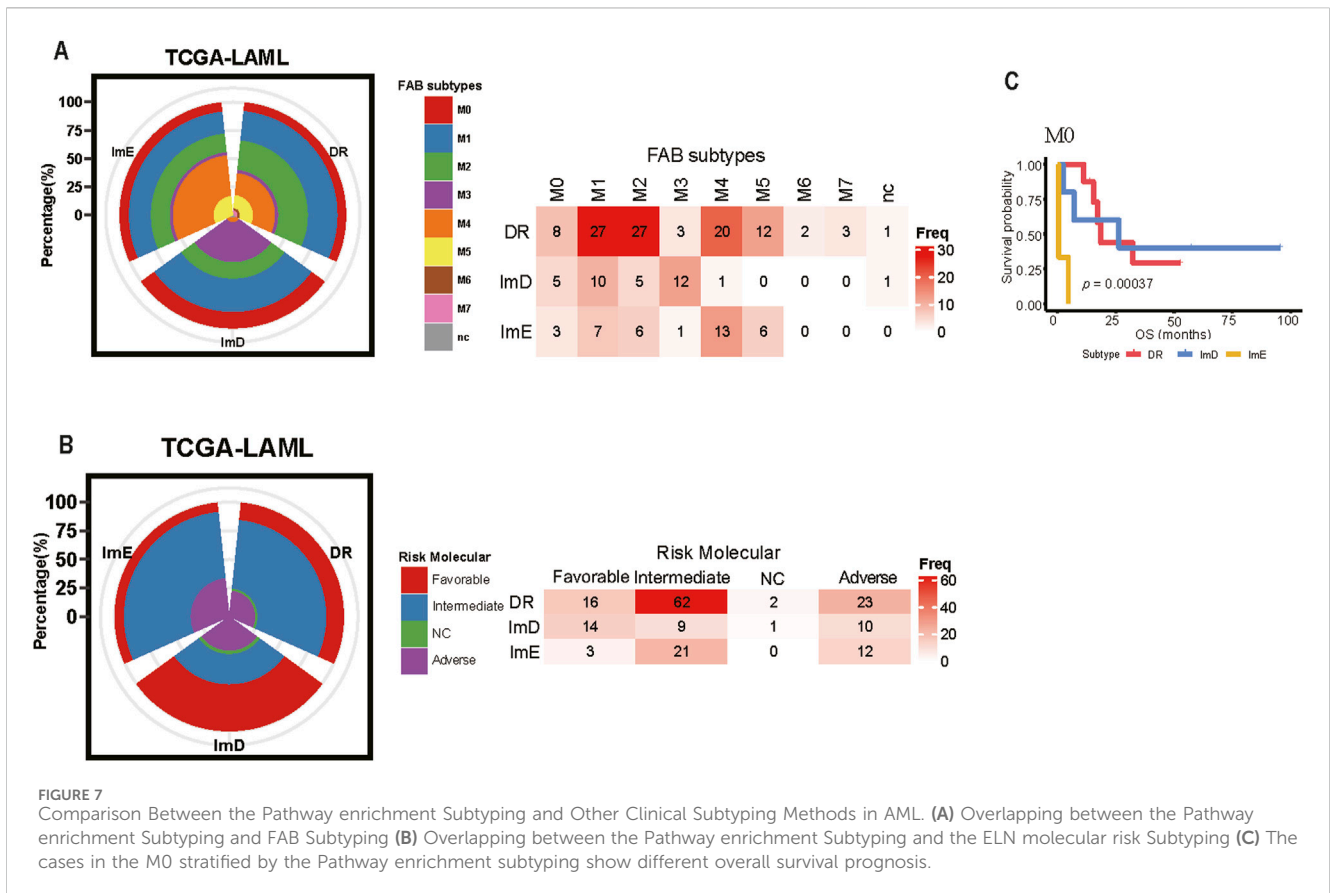 A
TCGA-LAML
Percentage(%)
100
75
50
25
0
ImE
DR
ImD
FAB subtypes
M0
M1
M2
M3
M4
M5
M6
M7
nc
FAB subtypes
M0 M1 M2 M3 M4 M5 M6 M7 nc
DR 8 27 27 3 20 12 2 3 1
ImD 5 10 5 12 1 0 0 0 1
ImE 3 7 6 1 13 6 0 0 0
Freq
30
20
10
0
C
M0
Survival probability
1.00
0.75
0.50
0.25
0.00
p = 0.00037
0 25 50 75 100
OS (months)
Subtype DR ImD ImE
B
TCGA-LAML
Percentage(%)
100
75
50
25
0
ImE
DR
ImD
Risk Molecular
Favorable
Intermediate
NC
Adverse
Risk Molecular
Favorable Intermediate NC Adverse
DR 16 62 2 23
ImD 14 9 1 10
ImE 3 21 0 12
Freq
60
40
20
0
FIGURE 7
Comparison Between the Pathway enrichment Subtyping and Other Clinical Subtyping Methods in AML. (A) Overlapping between the Pathway
enrichment Subtyping and FAB Subtyping (B) Overlapping between the Pathway enrichment Subtyping and the ELN molecular risk Subtyping (C) The
cases in the M0 stratified by the Pathway enrichment subtyping show different overall survival prognosis.